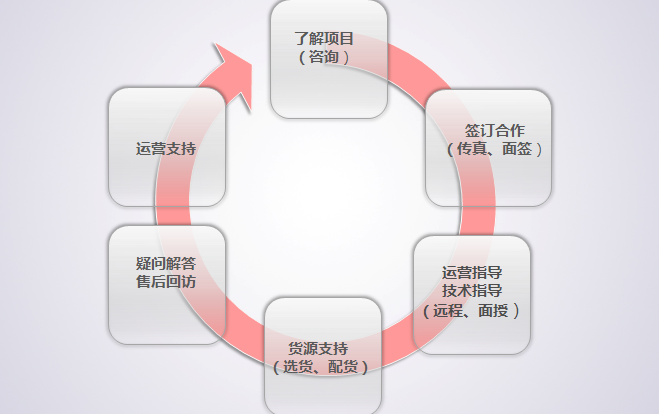 了解项目
（咨询）
签订合作
（传真、面签）
运营指导
技术指导
（远程、面授）
货源支持
（选货、配货）
疑问解答
售后回访
运营支持